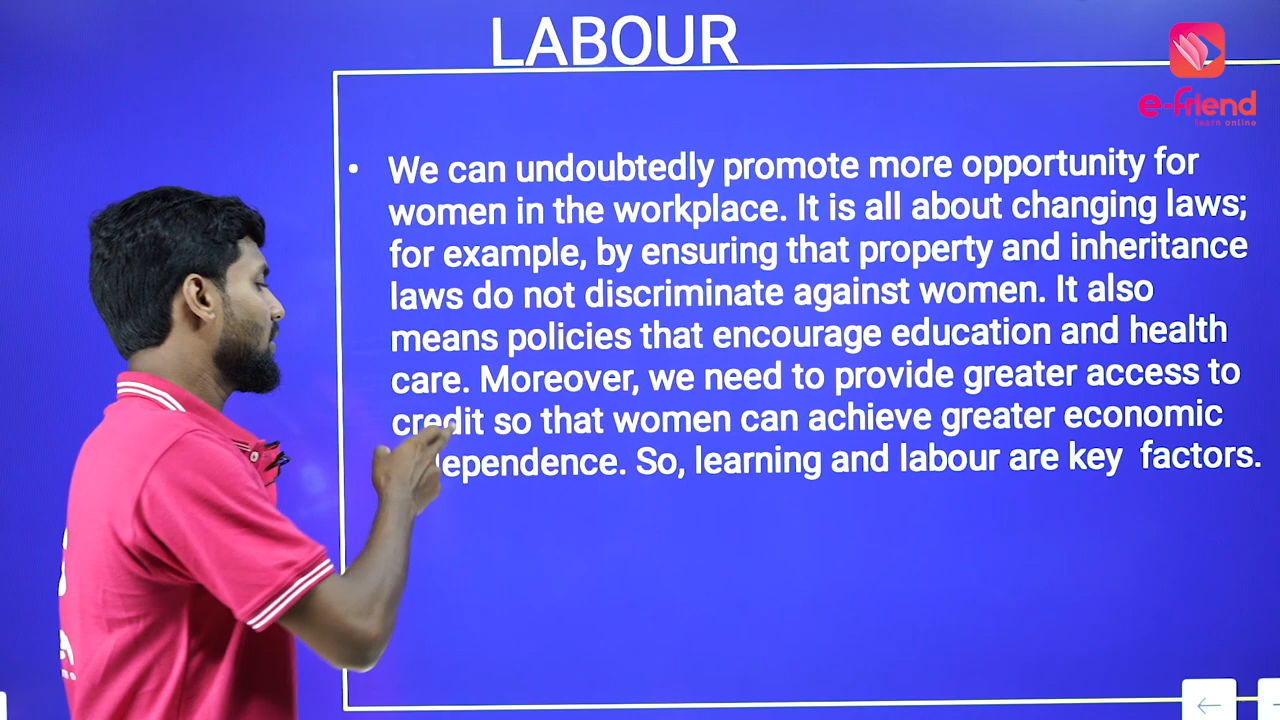 LABOUR
e-friend
learn online
• We can undoubtedly promote more opportunity for
women in the workplace. It is all about changing laws;
for example, by ensuring that property and inheritance
laws do not discriminate against women. It also
means policies that encourage education and health
care. Moreover, we need to provide greater access to
credit so that women can achieve greater economic
ependence. So, learning and labour are key factors.